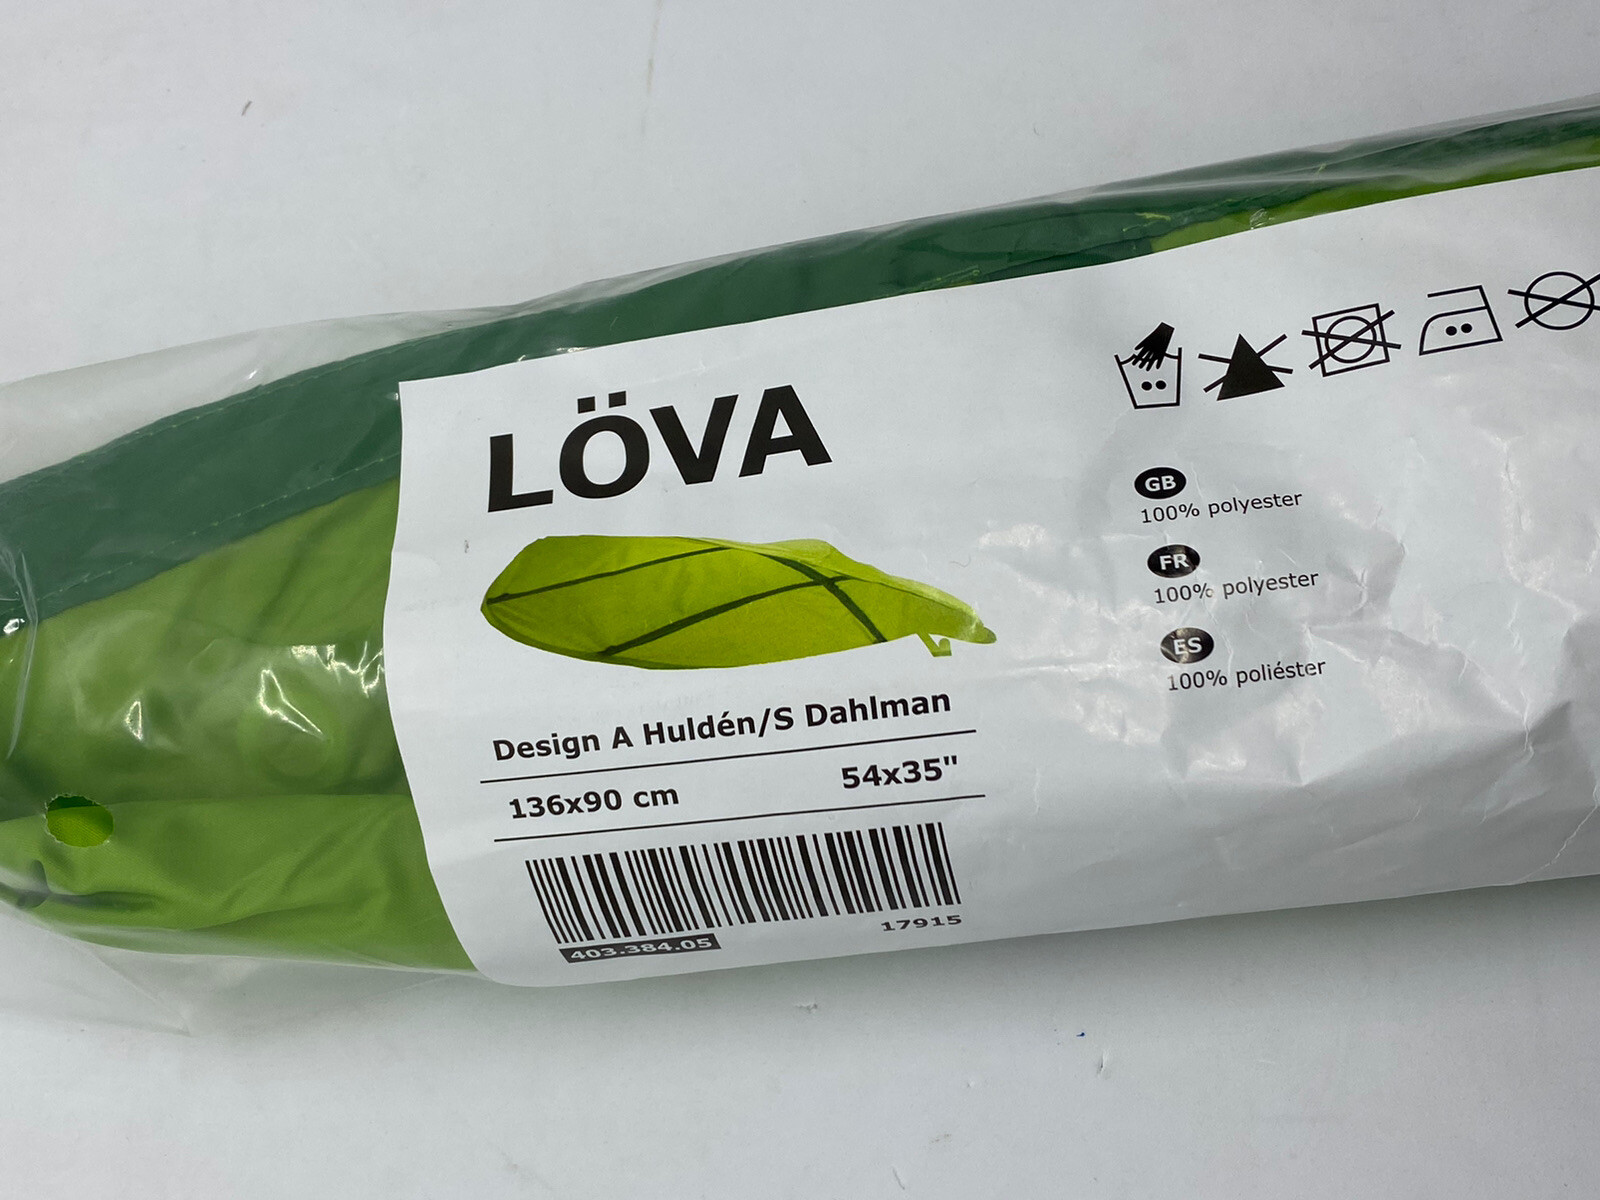 LÖVA
Design A Huldén/S Dahlman
136x90 cm 54x35"
403.384.05 17915
GB
100% polyester
FR
100% polyester
ES
100% poliéster